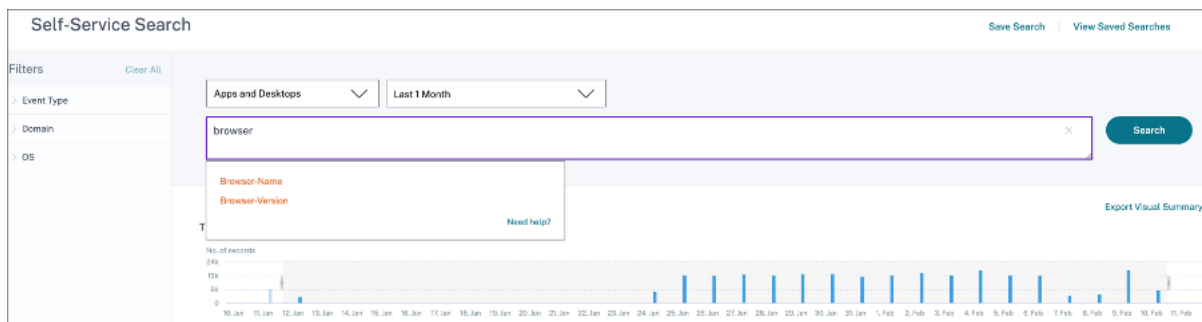 Self-Service Search
Save Search
View Saved Searches
Filters
Clear All
Event Type
Domain
OS
Apps and Desktops
Last 1 Month
browser
Search
Browser-Name
Browser-Version
Need help?
Export Visual Summary
T
No. of records
24k
16k
8k
0
10. Jan 11. Jan 12. Jan 13. Jan 14. Jan 15. Jan 16. Jan 17. Jan 18. Jan 19. Jan 20. Jan 21. Jan 22. Jan 23. Jan 24. Jan 25. Jan 26. Jan 27. Jan 28. Jan 29. Jan 30. Jan 31. Jan 1. Feb 2. Feb 3. Feb 4. Feb 5. Feb 6. Feb 7. Feb 8. Feb 9. Feb 10. Feb 11. Feb